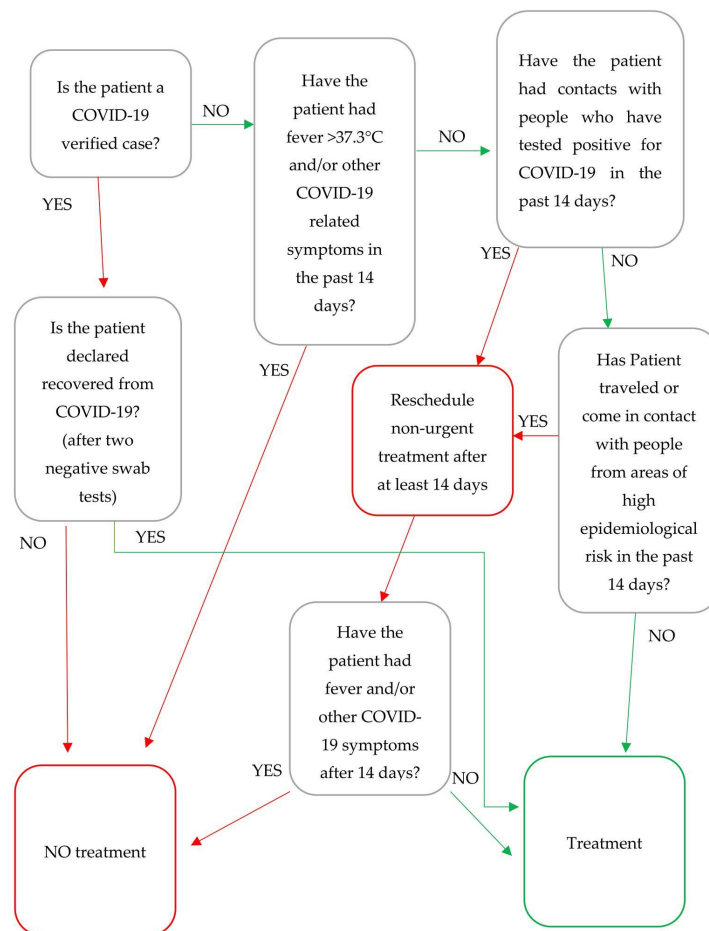 Is the patient a
COVID-19
verified case?
NO
Have the
patient had
fever >37.3°C
and/or other
COVID-19
related
symptoms in
the past 14
days?
NO
Have the patient
had contacts with
people who have
tested positive for
COVID-19 in the
past 14 days?
YES
YES
NO
Is the patient
declared
recovered from
COVID-19?
(after two
negative swab
tests)
YES
Reschedule
non-urgent
treatment after
at least 14 days
YES
Has Patient
traveled or
come in contact
with people
from areas of
high
epidemiological
risk in the past
14 days?
NO
YES
Have the
patient had
fever and/or
other COVID-
19 symptoms
after 14 days?
NO
YES
NO
NO treatment
Treatment